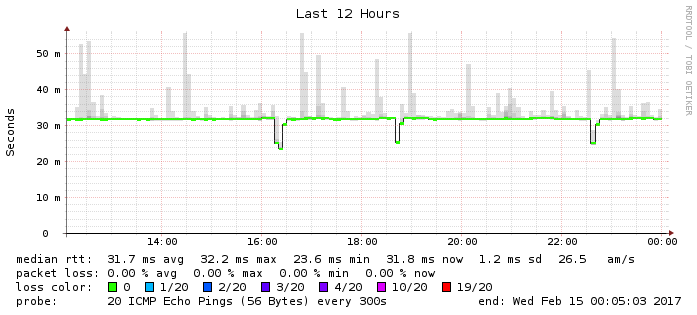 Last 12 Hours
RRDTOOL / TOBI OETIKER
Seconds
50 m
40 m
30 m
20 m
10 m
0
14:00 16:00 18:00 20:00 22:00 00:00
median rtt: 31.7 ms avg 32.2 ms max 23.6 ms min 31.8 ms now 1.2 ms sd 26.5 am/s
packet loss: 0.00 % avg 0.00 % max 0.00 % min 0.00 % now
loss color: 0 1/20 2/20 3/20 4/20 10/20 19/20
probe: 20 ICMP Echo Pings (56 Bytes) every 300s end: Wed Feb 15 00:05:03 2017